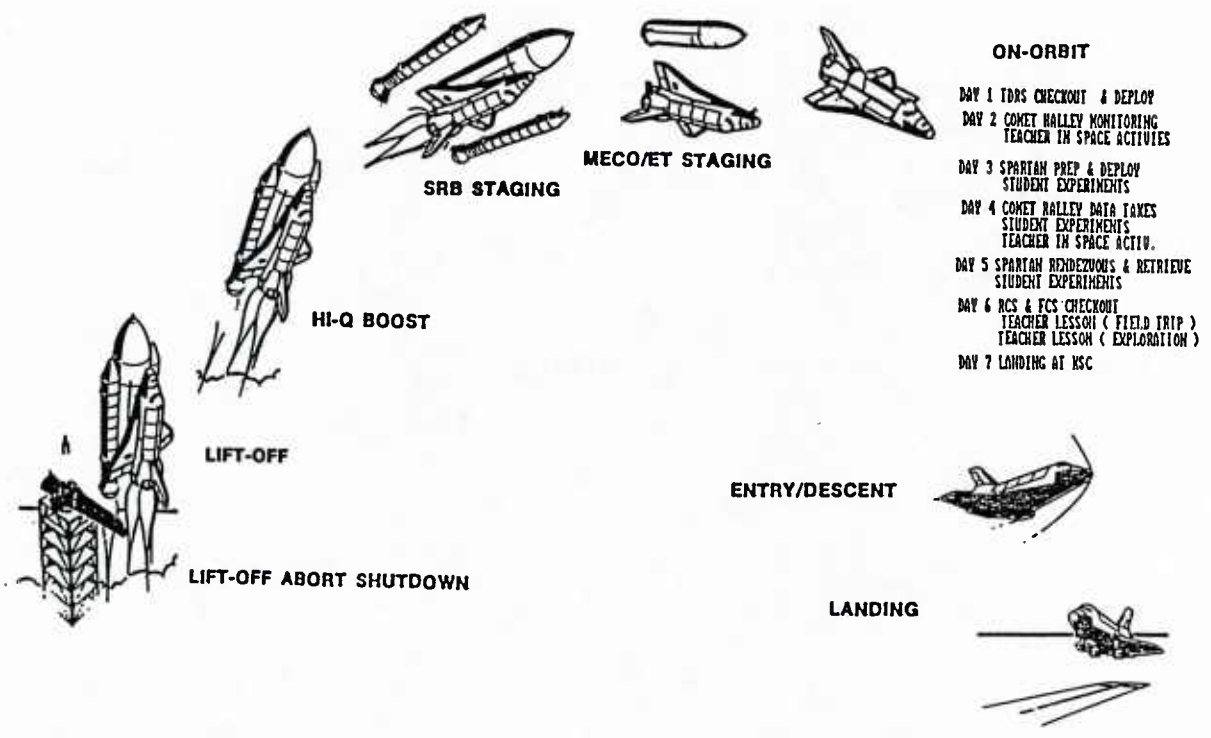 ON-ORBIT
DAY 1 TDRS CHECKOUT & DEPLOY
DAY 2 COMET HALLEY MONITORING
TEACHER IN SPACE ACTIVIES
DAY 3 SPARTAN PREP & DEPLOY
STUDENT EXPERIMENTS
DAY 4 COMET HALLEY DATA TAKES
STUDENT EXPERIMENTS
TEACHER IN SPACE ACTIV.
DAY 5 SPARTAN RENDEZVOUS & RETRIEVE
STUDENT EXPERIMENTS
DAY 6 RCS & FCS CHECKOUT
TEACHER LESSON ( FIELD TRIP )
TEACHER LESSON ( EXPLORATION )
DAY 7 LANDING AT KSC
MECO/ET STAGING
SRB STAGING
HI-Q BOOST
LIFT-OFF
LIFT-OFF ABORT SHUTDOWN
ENTRY/DESCENT
LANDING